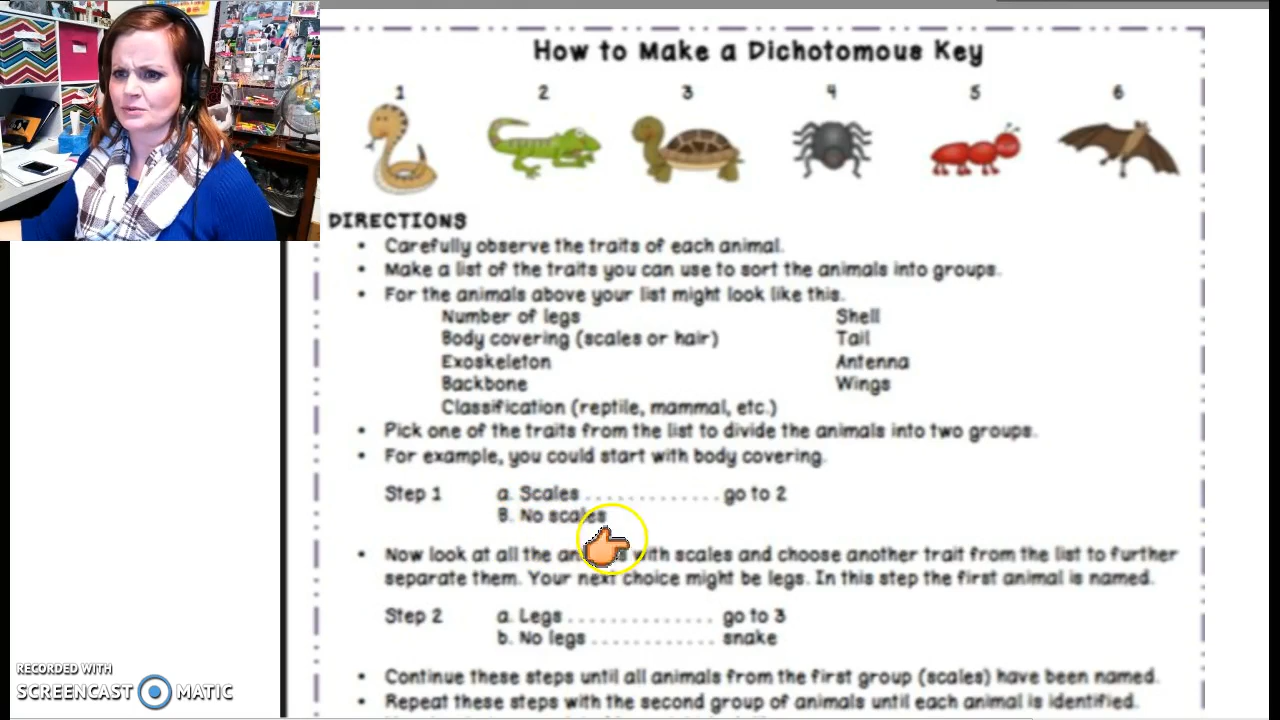 How to Make a Dichotomous Key
1 2 3 4 5 6
DIRECTIONS
• Carefully observe the traits of each animal.
• Make a list of the traits you can use to sort the animals into groups.
• For the animals above your list might look like this.
Number of legs Shell
Body covering (scales or hair) Tail
Exoskeleton Antenna
Backbone Wings
Classification (reptile, mammal, etc.)
• Pick one of the traits from the list to divide the animals into two groups.
• For example, you could start with body covering.
Step 1 a. Scales . . . . . . . . . . . . . go to 2
B. No scales
• Now look at all the with scales and choose another trait from the list to further
separate them. Your next choice might be legs. In this step the first animal is named.
Step 2 a. Legs . . . . . . . . . . . . . . go to 3
b. No legs . . . . . . . . . . . . snake
• Continue these steps until all animals from the first group (scales) have been named.
• Repeat these steps with the second group of animals until each animal is identified.
RECORDED WITH
SCREENCAST MATIC